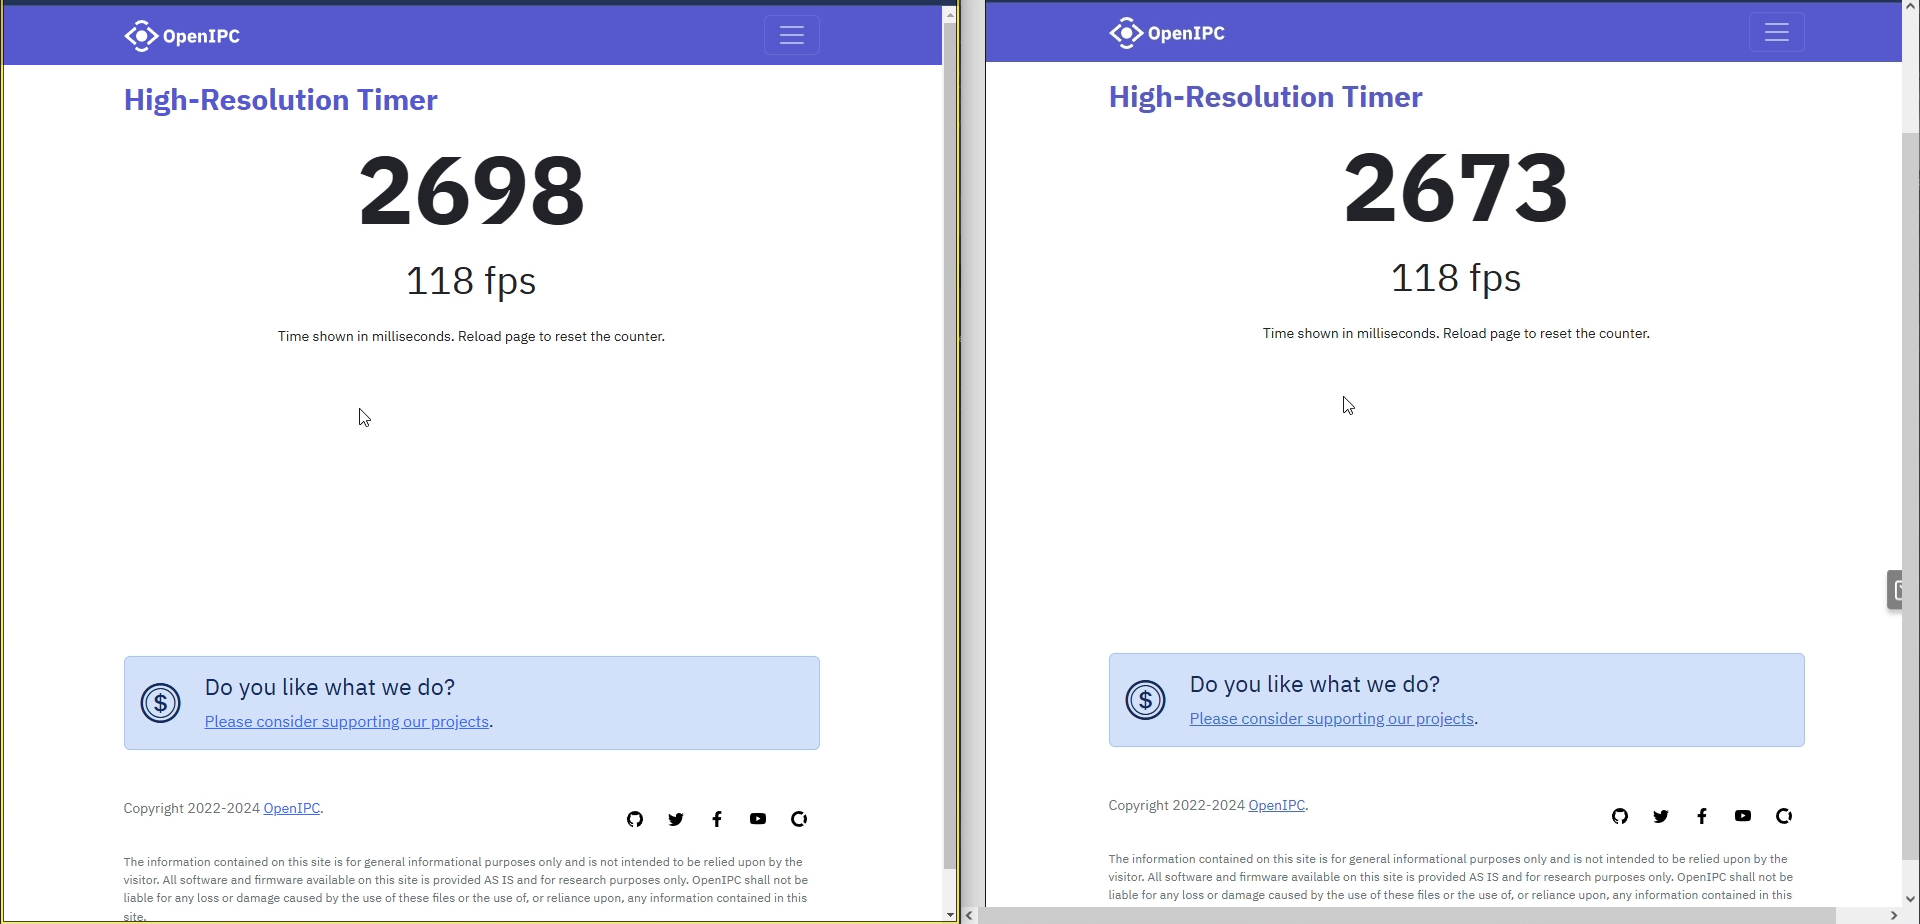 OpenIPC
High-Resolution Timer
2698
118 fps
Time shown in milliseconds. Reload page to reset the counter.
$
Do you like what we do?
Please consider supporting our projects.
Copyright 2022-2024 OpenIPC.
The information contained on this site is for general informational purposes only and is not intended to be relied upon by the
visitor. All software and firmware available on this site is provided AS IS and for research purposes only. OpenIPC shall not be
liable for any loss or damage caused by the use of these files or the use of, or reliance upon, any information contained in this
site.
OpenIPC
High-Resolution Timer
2673
118 fps
Time shown in milliseconds. Reload page to reset the counter.
$
Do you like what we do?
Please consider supporting our projects.
Copyright 2022-2024 OpenIPC.
The information contained on this site is for general informational purposes only and is not intended to be relied upon by the
visitor. All software and firmware available on this site is provided AS IS and for research purposes only. OpenIPC shall not be
liable for any loss or damage caused by the use of these files or the use of, or reliance upon, any information contained in this